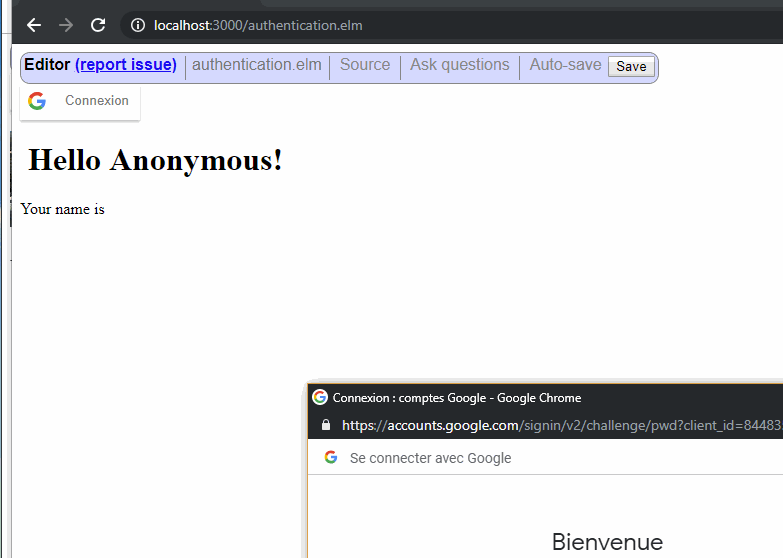 localhost:3000/authentication.elm
Editor (report issue) authentication.elm Source Ask questions Auto-save Save
Connexion
Hello Anonymous!
Your name is
Connexion : comptes Google - Google Chrome
https://accounts.google.com/signin/v2/challenge/pwd?client_id=84483
Se connecter avec Google
Bienvenue